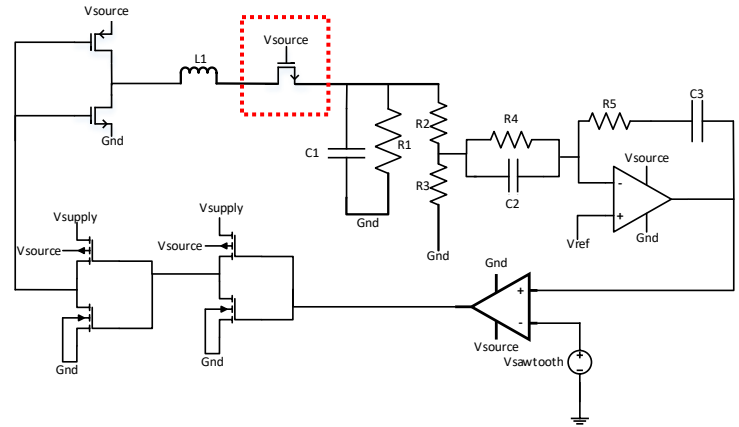 Vsource
L1
Vsource
Gnd
C1
R1
R2
R3
Gnd
Gnd
R4
C2
R5
C3
Vsource
-
+
Vref
Gnd
Vsupply
Vsource
Gnd
Vsupply
Vsource
Gnd
Gnd
+
-
Vsource
Vsawtooth
+
−